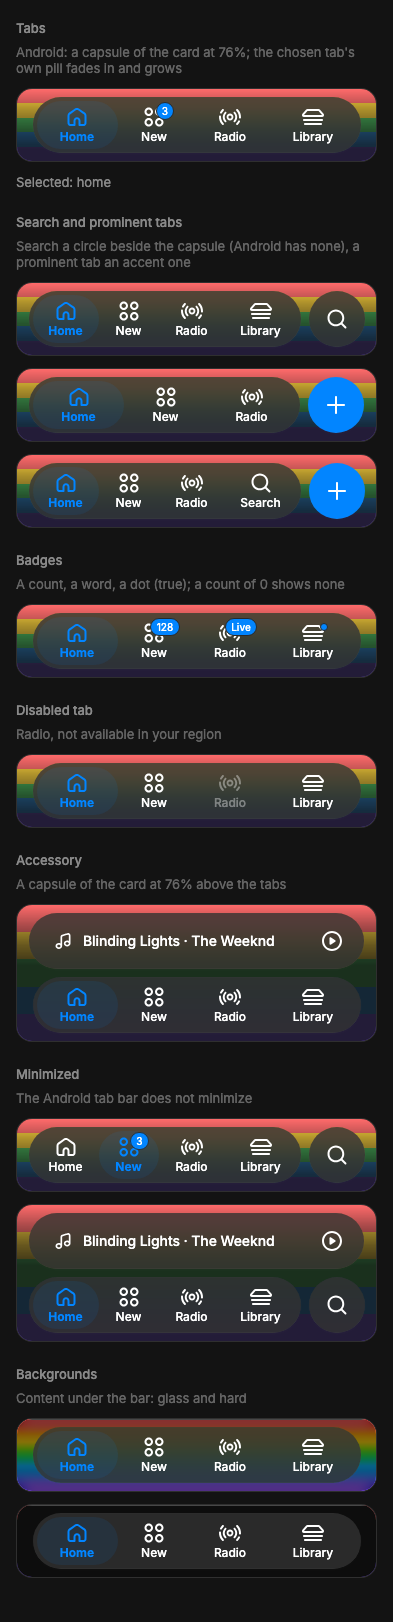 Tabs
Android: a capsule of the card at 76%; the chosen tab's
own pill fades in and grows
3
Home New Radio Library
Selected: home
Search and prominent tabs
Search a circle beside the capsule (Android has none), a
prominent tab an accent one
Home New Radio Library
Home New Radio
Home New Radio Search
Badges
A count, a word, a dot (true); a count of 0 shows none
128 Live
Home New Radio Library
Disabled tab
Radio, not available in your region
Home New Radio Library
Accessory
A capsule of the card at 76% above the tabs
Blinding Lights · The Weeknd
Home New Radio Library
Minimized
The Android tab bar does not minimize
3
Home New Radio Library
Blinding Lights · The Weeknd
Home New Radio Library
Backgrounds
Content under the bar: glass and hard
Home New Radio Library
Home New Radio Library